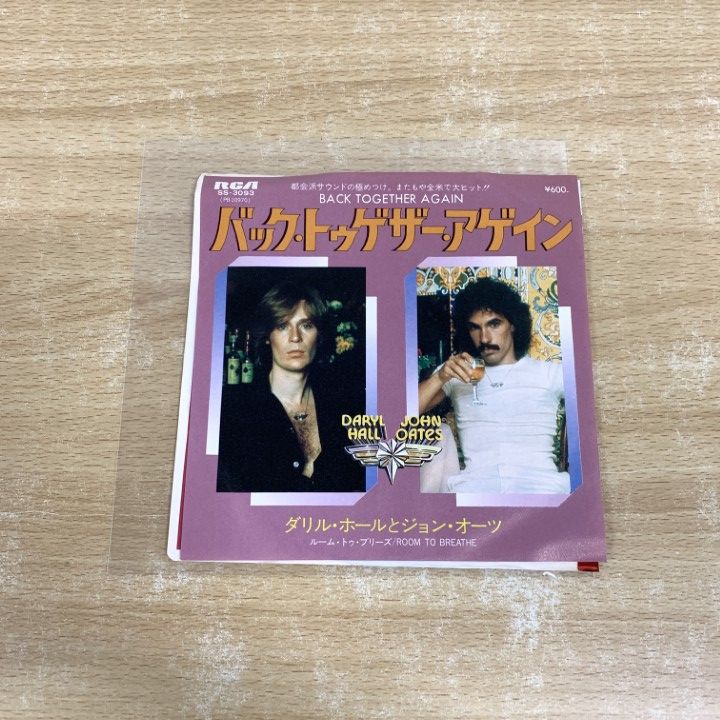 RCA
SS-3093
(PB10970)
都会派サウンドの極めつけ。またもや全米で大ヒット!!
¥600.
BACK TOGETHER AGAIN
バック・トゥゲザー・アゲイン
DARYL HALL
JOHN OATES
ダリル・ホールとジョン・オーツ
ルーム・トゥ・ブリーズ/ROOM TO BREATHE